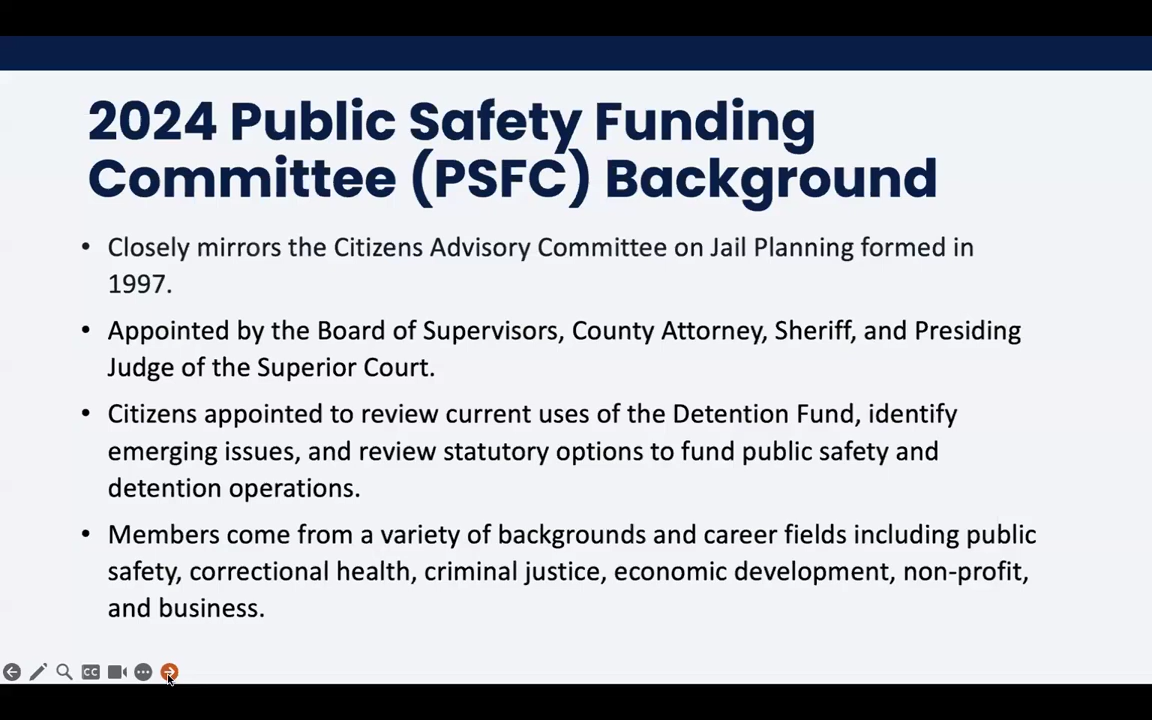 2024 Public Safety Funding
Committee (PSFC) Background
• Closely mirrors the Citizens Advisory Committee on Jail Planning formed in
1997.
• Appointed by the Board of Supervisors, County Attorney, Sheriff, and Presiding
Judge of the Superior Court.
• Citizens appointed to review current uses of the Detention Fund, identify
emerging issues, and review statutory options to fund public safety and
detention operations.
• Members come from a variety of backgrounds and career fields including public
safety, correctional health, criminal justice, economic development, non-profit,
and business.
CC